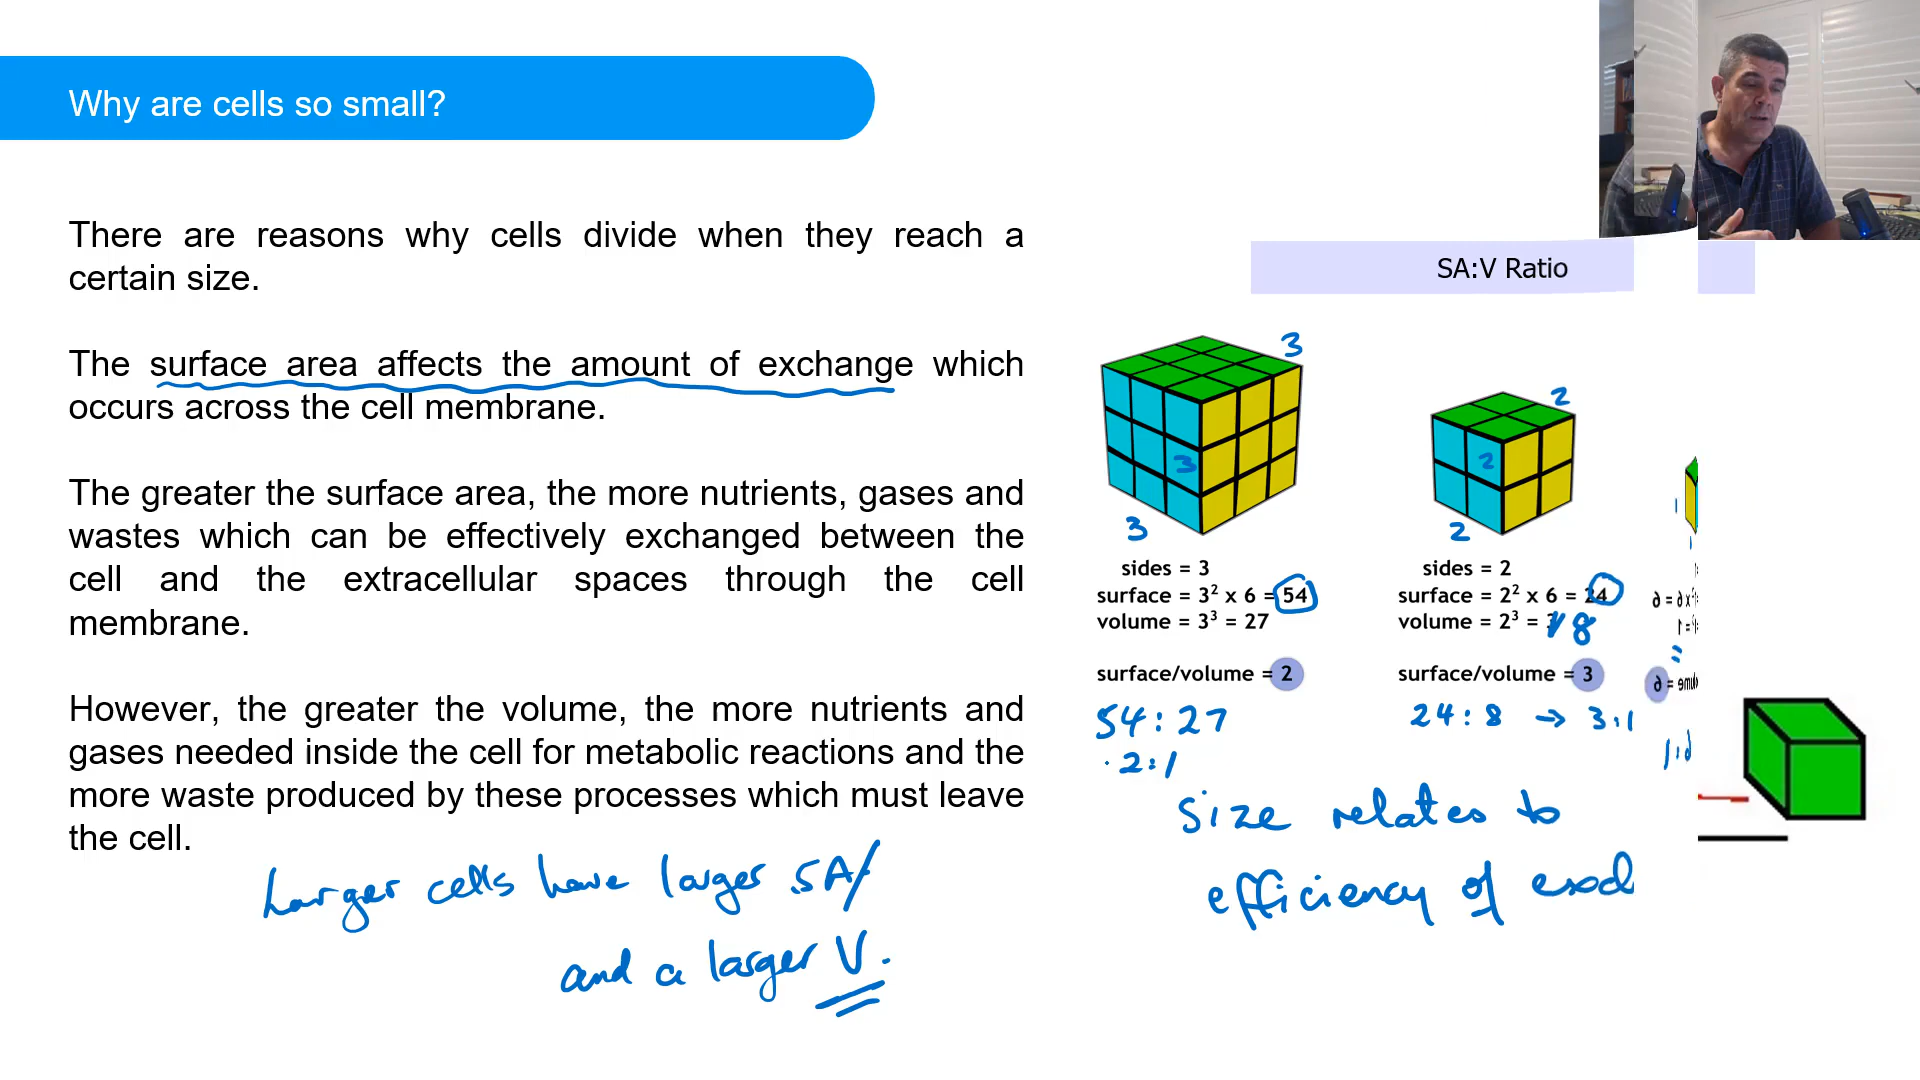 Why are cells so small?
There are reasons why cells divide when they reach a
certain size.
The surface area affects the amount of exchange which
occurs across the cell membrane.
The greater the surface area, the more nutrients, gases and
wastes which can be effectively exchanged between the
cell and the extracellular spaces through the cell
membrane.
However, the greater the volume, the more nutrients and
gases needed inside the cell for metabolic reactions and the
more waste produced by these processes which must leave
the cell.
Larger cells have larger SA/
and a larger V.
SA:V Ratio
3
3
3
sides = 3
surface = 3² x 6 = 54
volume = 3³ = 27
surface/volume = 2
54 : 27
2:1
2
2
2
sides = 2
surface = 2² x 6 = 24
volume = 2³ = 8
surface/volume = 3
24 : 8 → 3:1
size relates to
efficiency of